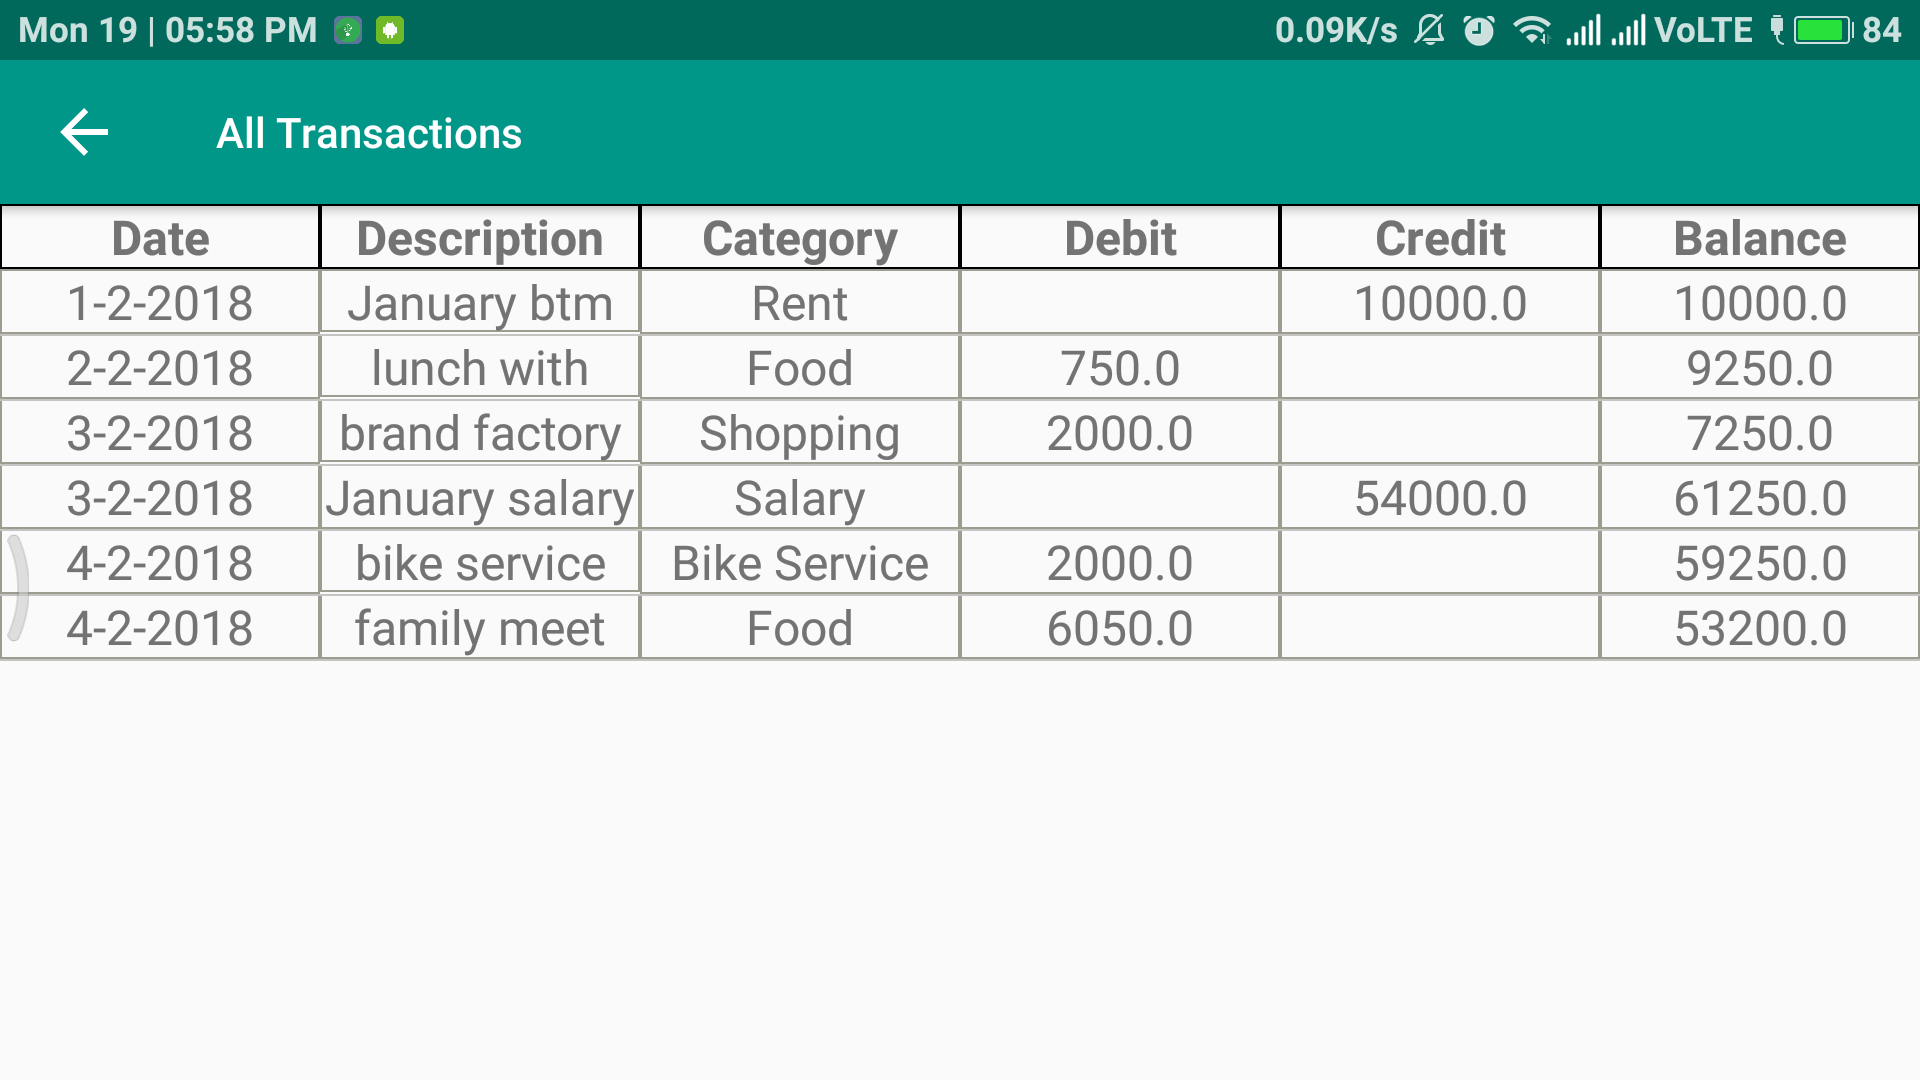 Mon 19 | 05:58 PM 0.09K/s VoLTE 84
All Transactions
Date Description Category Debit Credit Balance
1-2-2018 January btm Rent 10000.0 10000.0
2-2-2018 lunch with Food 750.0 9250.0
3-2-2018 brand factory Shopping 2000.0 7250.0
3-2-2018 January salary Salary 54000.0 61250.0
4-2-2018 bike service Bike Service 2000.0 59250.0
4-2-2018 family meet Food 6050.0 53200.0